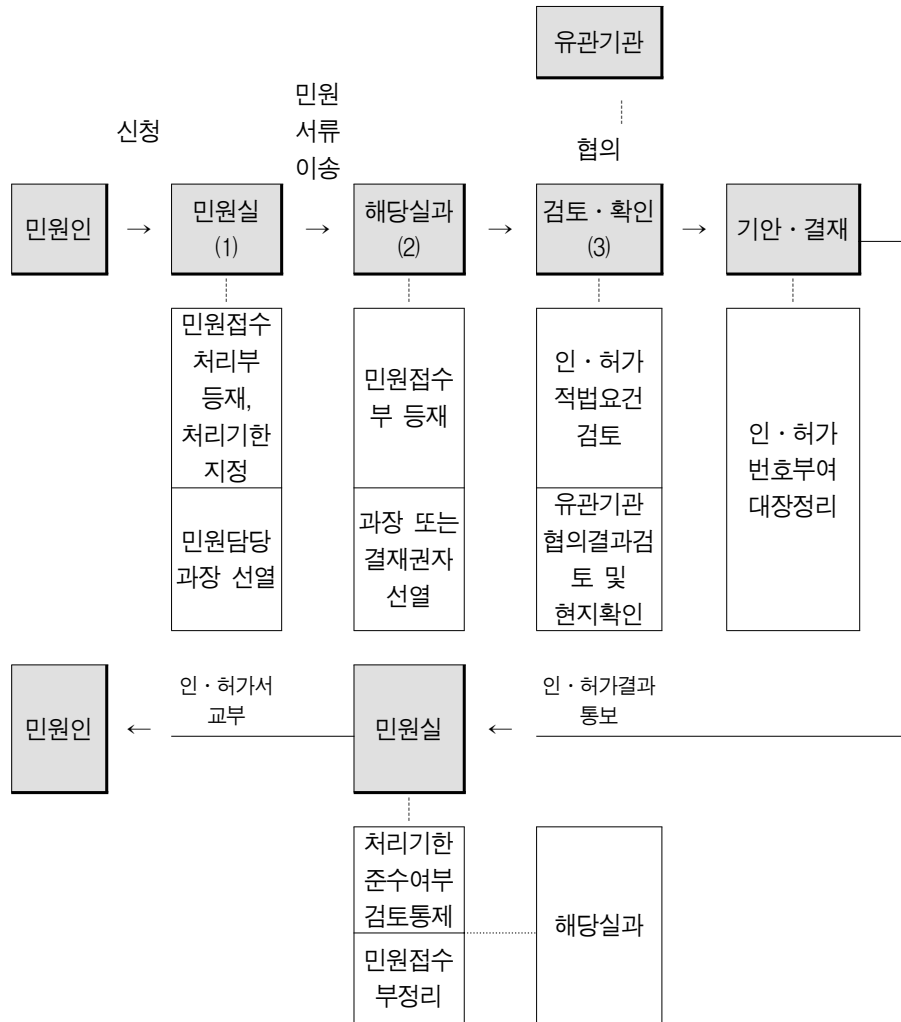 유관기관
신청
민원
서류
이송
협의
민원인
→
민원실
(1)
→
해당실과
(2)
→
검토·확인
(3)
→
기안·결재
민원접수
처리부
등재,
처리기한
지정
민원담당
과장 선열
민원접수
부 등재
과장 또는
결재권자
선열
인·허가
적법요건
검토
유관기관
협의결과검
토 및
현지확인
인·허가
번호부여
대장정리
민원인
←
인·허가서
교부
민원실
←
인·허가결과
통보
처리기한
준수여부
검토통제
민원접수
부정리
해당실과